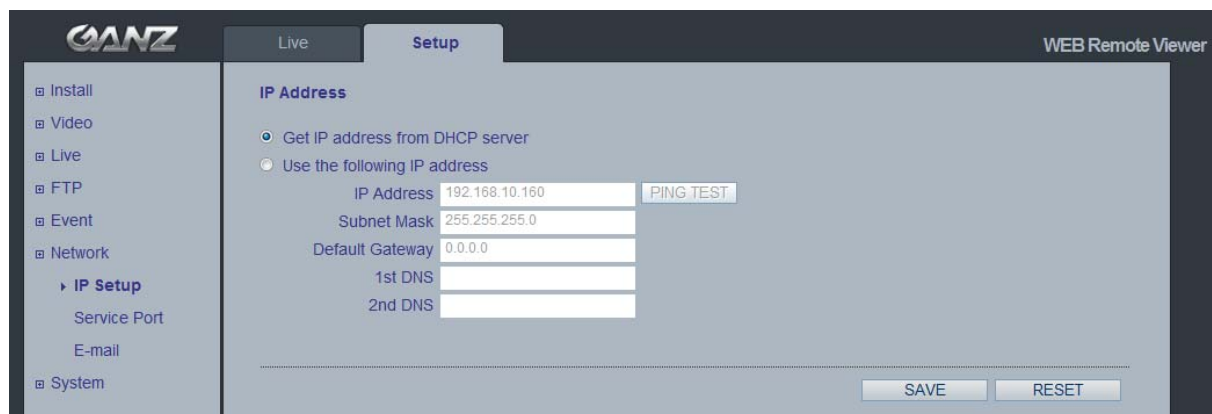 GANZ
Live
Setup
WEB Remote Viewer
Install
Video
Live
FTP
Event
Network
IP Setup
Service Port
E-mail
System
IP Address
Get IP address from DHCP server
Use the following IP address
IP Address 192.168.10.160 PING TEST
Subnet Mask 255.255.255.0
Default Gateway 0.0.0.0
1st DNS
2nd DNS
SAVE RESET